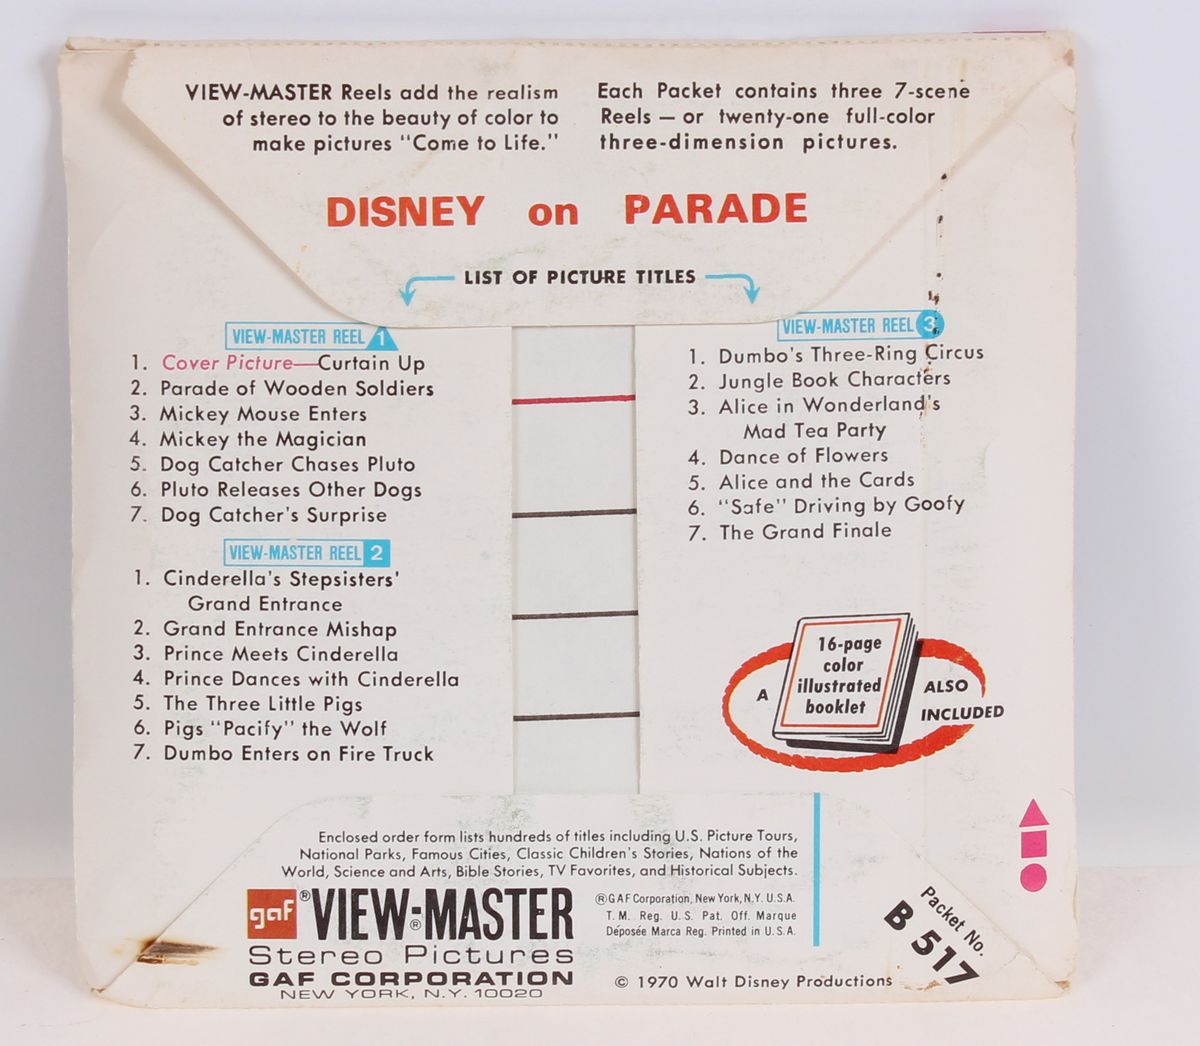 VIEW-MASTER Reels add the realism
of stereo to the beauty of color to
make pictures "Come to Life."
Each Packet contains three 7-scene
Reels — or twenty-one full-color
three-dimension pictures.
DISNEY on PARADE
LIST OF PICTURE TITLES
VIEW-MASTER REEL 1
1. Cover Picture—Curtain Up
2. Parade of Wooden Soldiers
3. Mickey Mouse Enters
4. Mickey the Magician
5. Dog Catcher Chases Pluto
6. Pluto Releases Other Dogs
7. Dog Catcher's Surprise
VIEW-MASTER REEL 2
1. Cinderella's Stepsisters'
Grand Entrance
2. Grand Entrance Mishap
3. Prince Meets Cinderella
4. Prince Dances with Cinderella
5. The Three Little Pigs
6. Pigs "Pacify" the Wolf
7. Dumbo Enters on Fire Truck
VIEW-MASTER REEL 3
1. Dumbo's Three-Ring Circus
2. Jungle Book Characters
3. Alice in Wonderland's
Mad Tea Party
4. Dance of Flowers
5. Alice and the Cards
6. "Safe" Driving by Goofy
7. The Grand Finale
A
16-page
color
illustrated
booklet
ALSO
INCLUDED
Enclosed order form lists hundreds of titles including U.S. Picture Tours,
National Parks, Famous Cities, Classic Children's Stories, Nations of the
World, Science and Arts, Bible Stories, TV Favorites, and Historical Subjects.
gaf® VIEW-MASTER®
Stereo Pictures
GAF CORPORATION
NEW YORK, N.Y. 10020
®GAF Corporation, New York, N.Y. U.S.A.
T.M. Reg. U.S. Pat. Off. Marque
Déposée Marca Reg. Printed in U.S.A.
© 1970 Walt Disney Productions
Packet No.
B 517